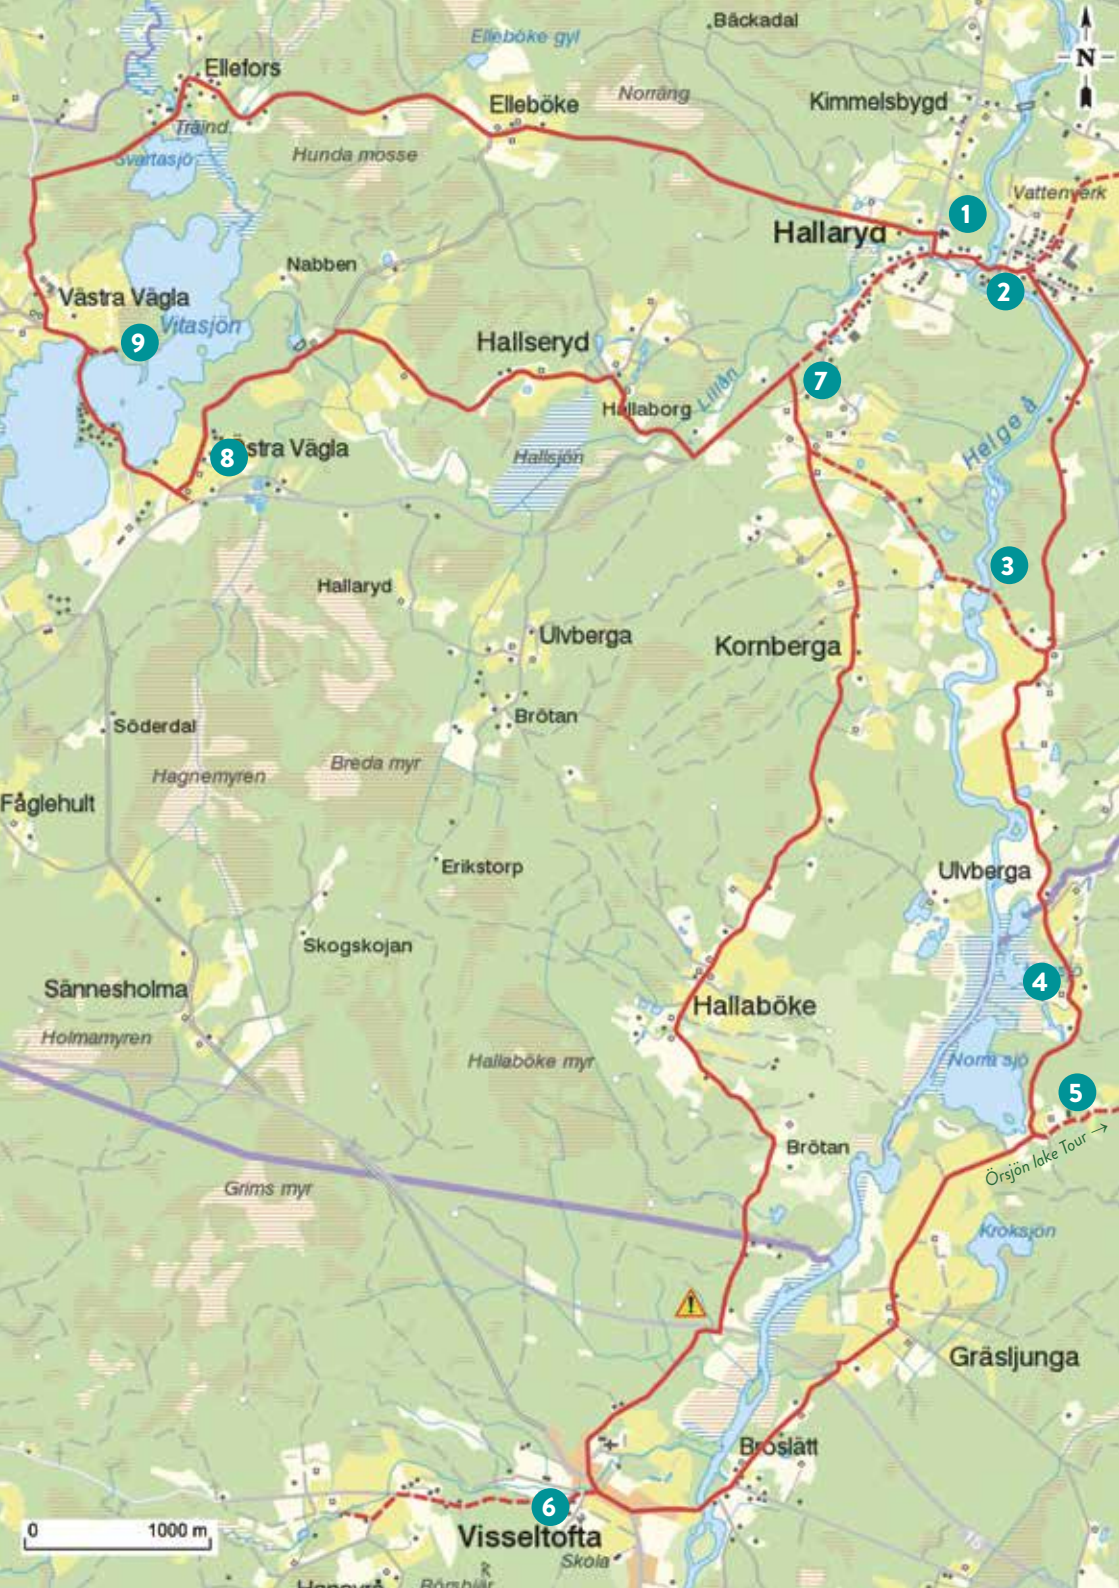 Elleböke gyl
Bäckadal
N
Ellefors
Elleböke
Norräng
Kimmelsbygd
Träind.
Svartasjö
Hunda mosse
Vattenverk
1
Hallaryd
Nabben
2
Västra Vägla
Vitasjön
9
Hallseryd
7
Lillån
Hallaborg
Helge å
8
stra Vägla
Hallsjön
3
Hallaryd
Ulvberga
Kornberga
Brötan
Söderdal
Hagnemyren
Breda myr
Fåglehult
Erikstorp
Ulvberga
Skogskojan
4
Sännesholma
Hallaböke
Holmamyren
Hallaböke myr
Norra sjö
5
Brötan
Örsjön lake Tour →
Grims myr
Kroksjön
!
Gräsljunga
Broslätt
6
0 1000 m
Visseltofta
Skola